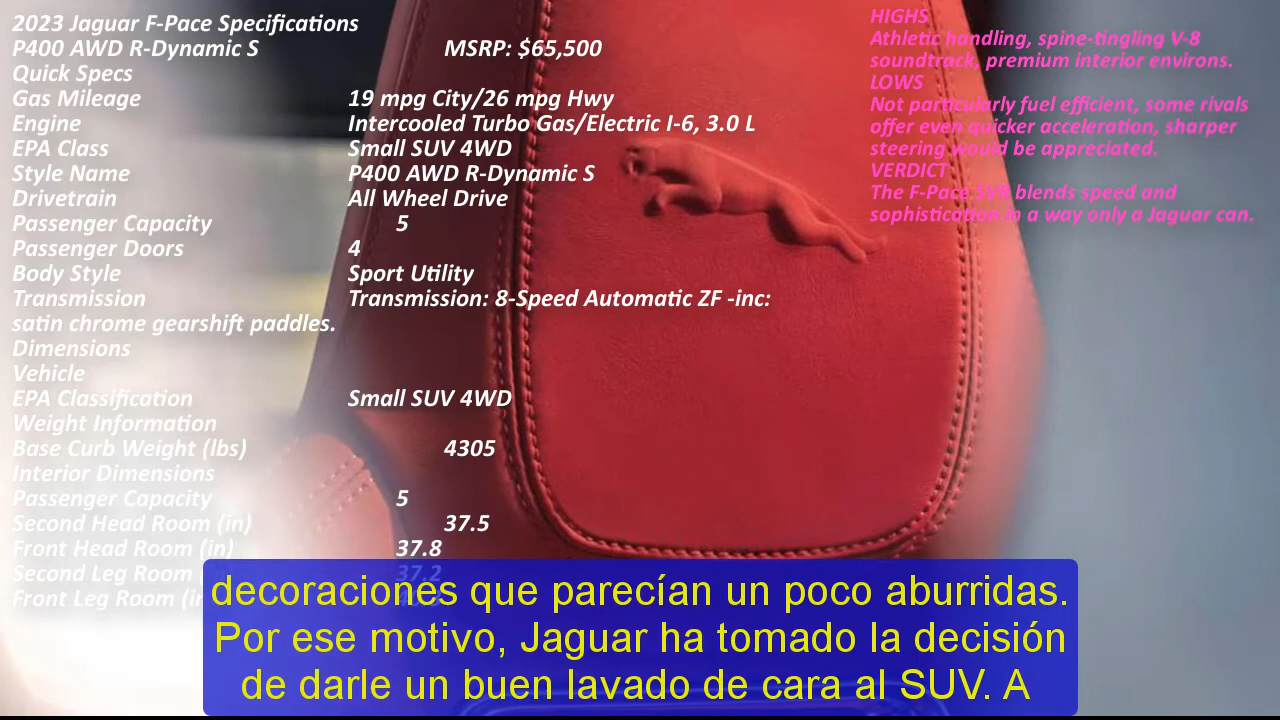 2023 Jaguar F-Pace Specifications
P400 AWD R-Dynamic S MSRP: $65,500
Quick Specs
Gas Mileage 19 mpg City/26 mpg Hwy
Engine Intercooled Turbo Gas/Electric I-6, 3.0 L
EPA Class Small SUV 4WD
Style Name P400 AWD R-Dynamic S
Drivetrain All Wheel Drive
Passenger Capacity 5
Passenger Doors 4
Body Style Sport Utility
Transmission Transmission: 8-Speed Automatic ZF -inc:
satin chrome gearshift paddles.
Dimensions
Vehicle
EPA Classification Small SUV 4WD
Weight Information
Base Curb Weight (lbs) 4305
Interior Dimensions
Passenger Capacity 5
Second Head Room (in) 37.5
Front Head Room (in) 37.8
Second Leg Room 37.2
Front Leg Room
HIGHS
Athletic handling, spine-tingling V-8
soundtrack, premium interior environs.
LOWS
Not particularly fuel efficient, some rivals
offer even quicker acceleration, sharper
steering would be appreciated.
VERDICT
The F-Pace SVR blends speed and
sophistication in a way only a Jaguar can.
decoraciones que parecían un poco aburridas.
Por ese motivo, Jaguar ha tomado la decisión
de darle un buen lavado de cara al SUV. A